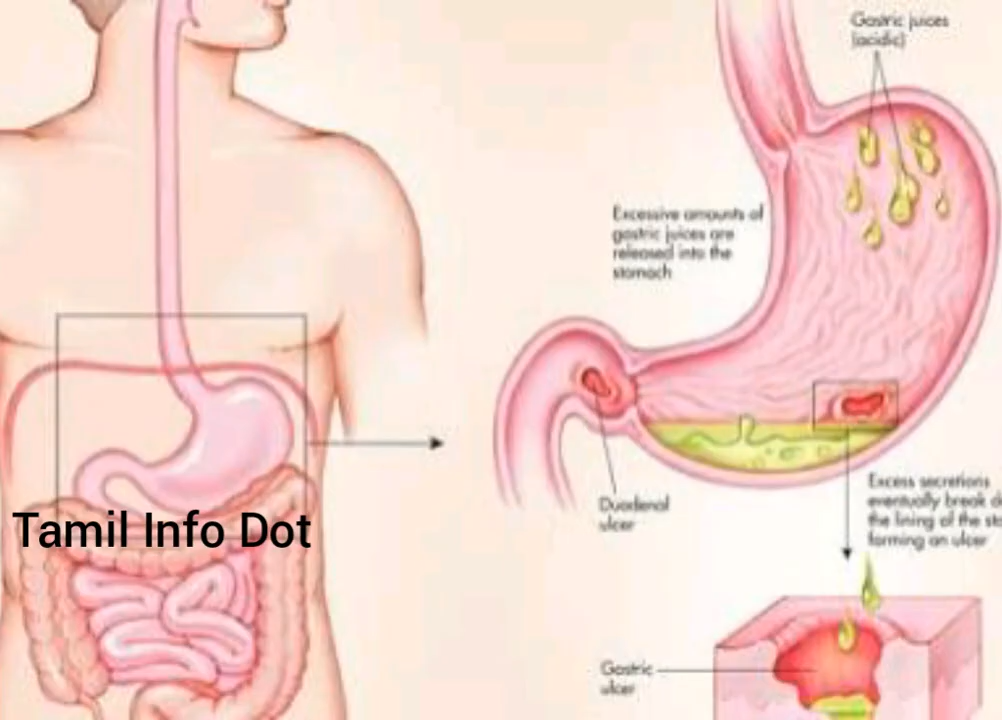 Gastric juices
(acidic)
Excessive amounts of
gastric juices are
released into the
stomach
Tamil Info Dot
Duodenal
ulcer
Excess secretions
eventually break
the lining of the
forming an ulcer
Gastric
ulcer